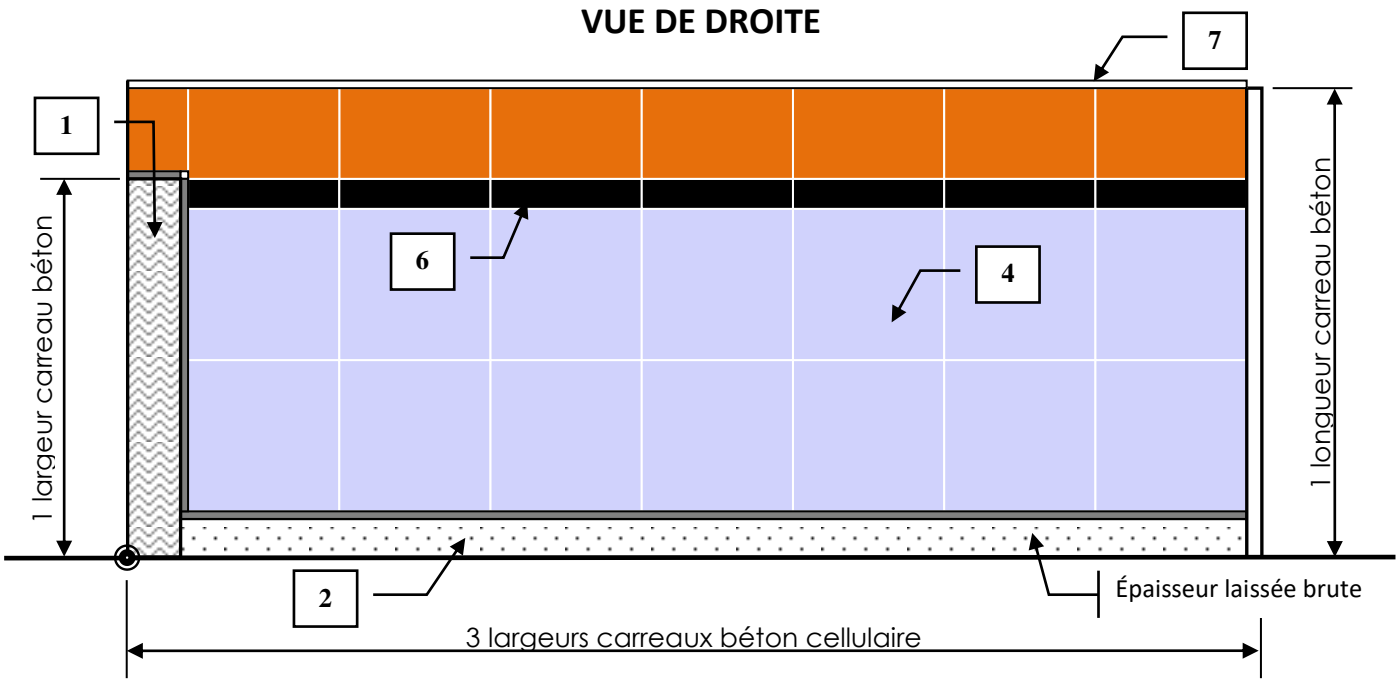 VUE DE DROITE
7
1
6
4
1 largeur carreau béton
1 longueur carreau béton
2
Épaisseur laissée brute
3 largeurs carreaux béton cellulaire